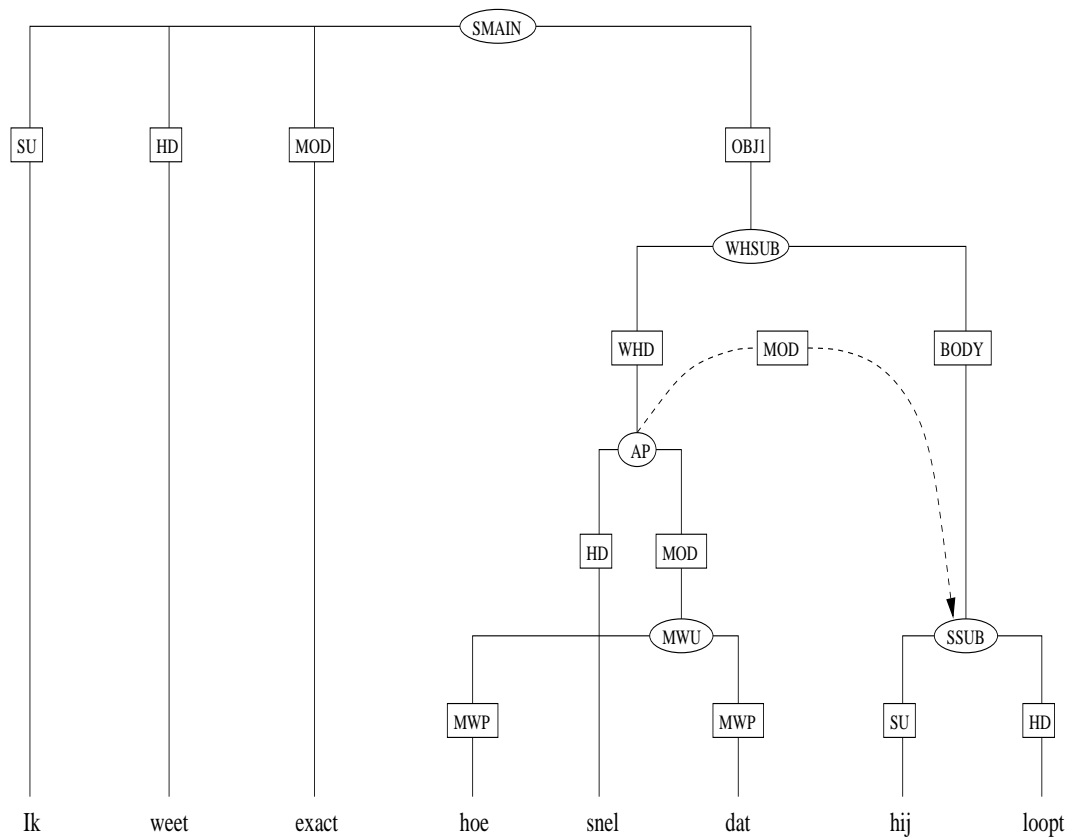 SMAIN
SU HD MOD OBJ1
WHSUB
WHD MOD BODY
AP
HD MOD
MWU SSUB
MWP MWP SU HD
Ik weet exact hoe snel dat hij loopt